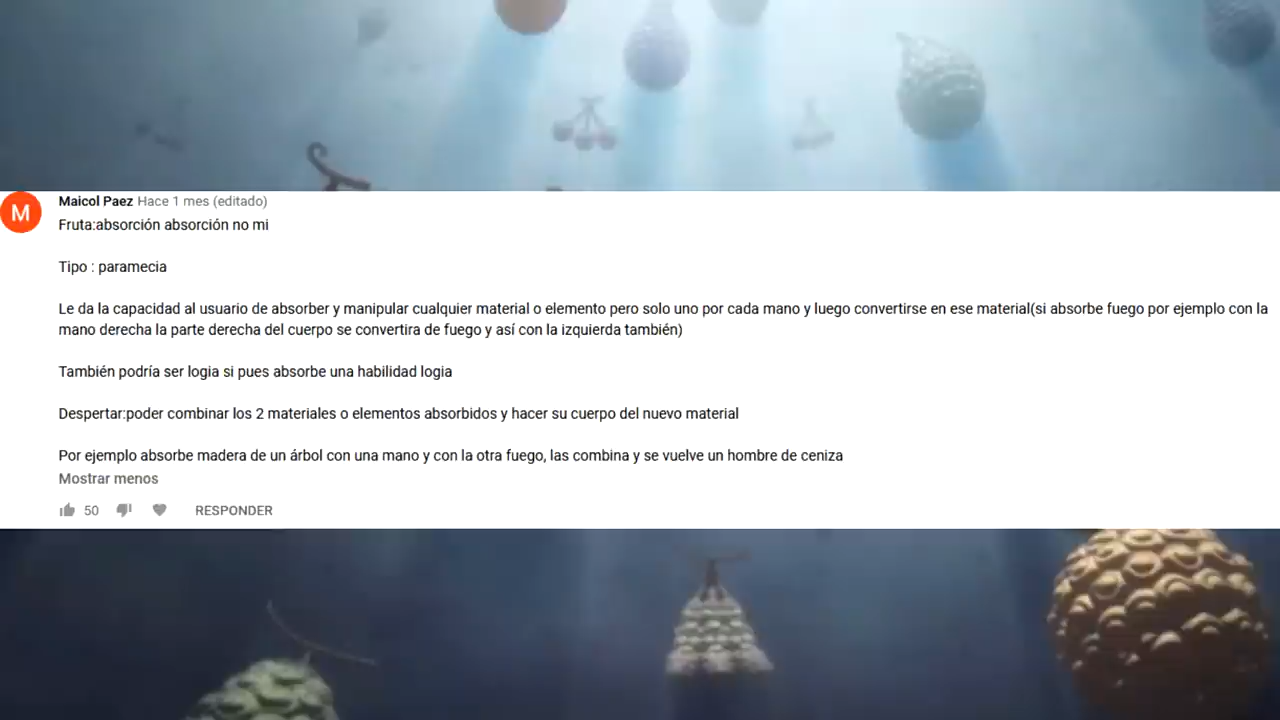 M
Maicol Paez Hace 1 mes (editado)
Fruta:absorción absorción no mi
Tipo : paramecia
Le da la capacidad al usuario de absorber y manipular cualquier material o elemento pero solo uno por cada mano y luego convertirse en ese material(si absorbe fuego por ejemplo con la
mano derecha la parte derecha del cuerpo se convertira de fuego y así con la izquierda también)
También podría ser logia si pues absorbe una habilidad logia
Despertar:poder combinar los 2 materiales o elementos absorbidos y hacer su cuerpo del nuevo material
Por ejemplo absorbe madera de un árbol con una mano y con la otra fuego, las combina y se vuelve un hombre de ceniza
Mostrar menos
50 RESPONDER